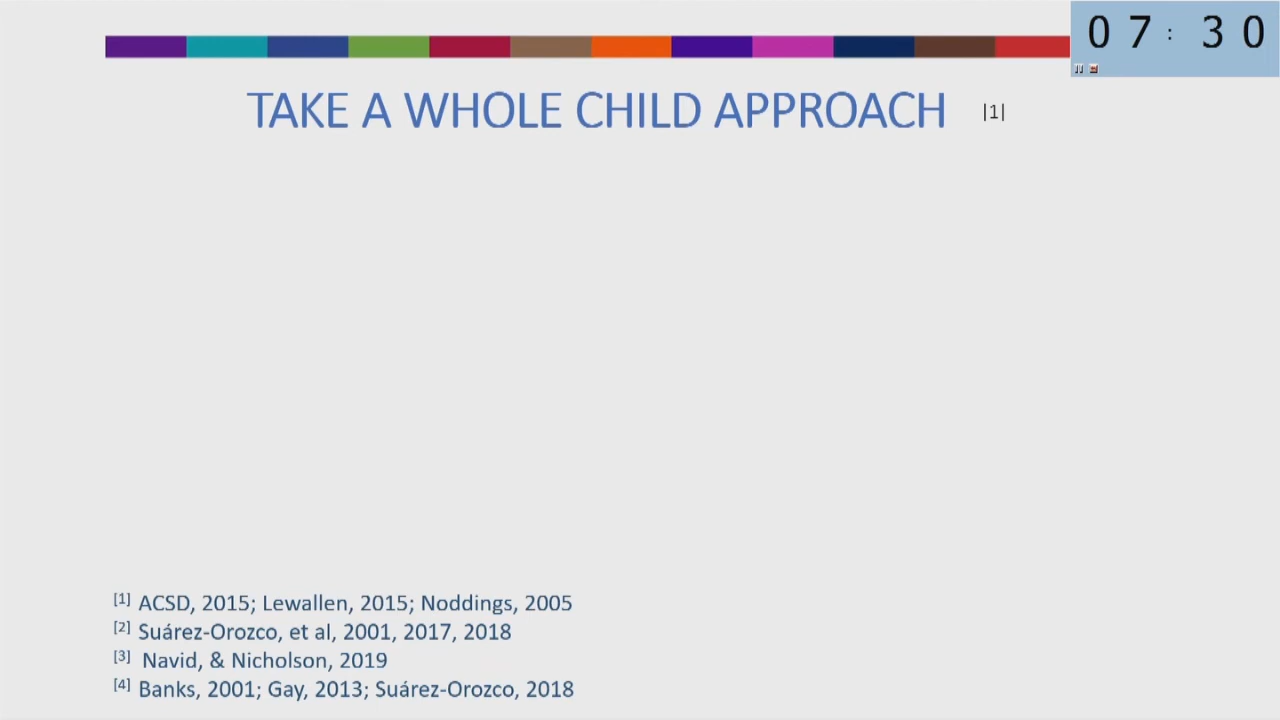 07:30
TAKE A WHOLE CHILD APPROACH |1|
[1] ACSD, 2015; Lewallen, 2015; Noddings, 2005
[2] Suárez-Orozco, et al, 2001, 2017, 2018
[3] Navid, & Nicholson, 2019
[4] Banks, 2001; Gay, 2013; Suárez-Orozco, 2018